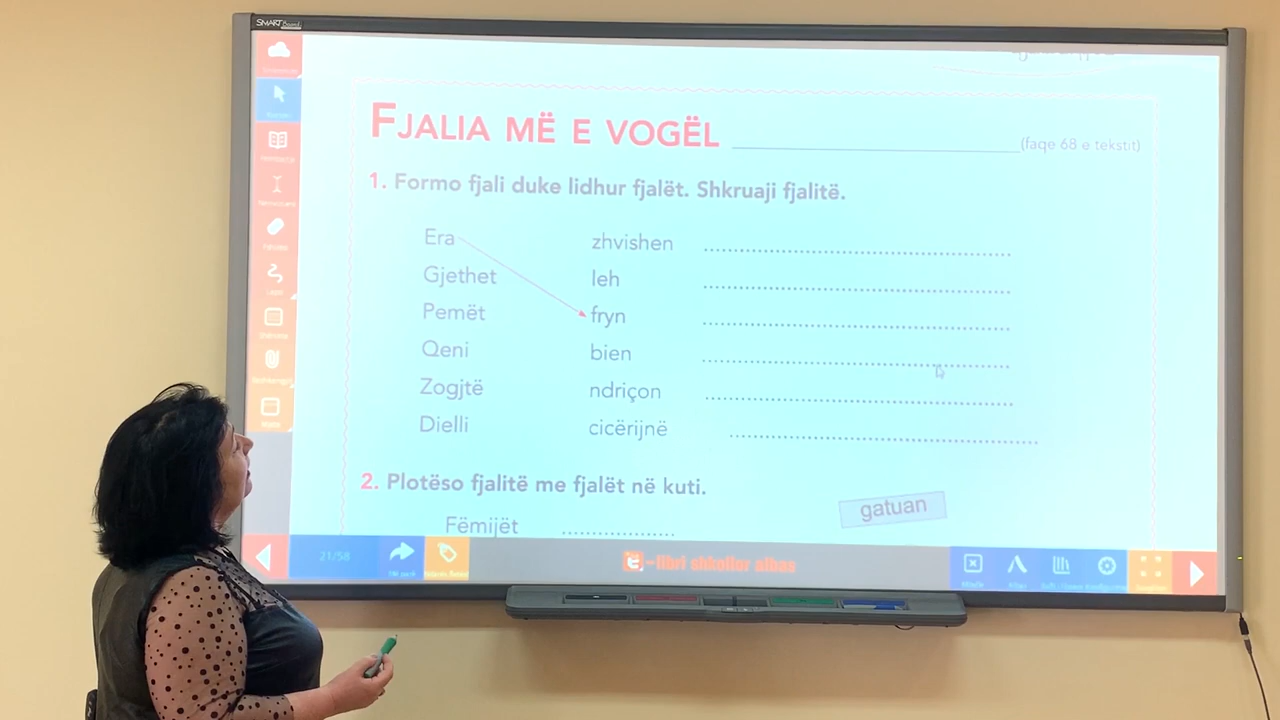 SMART Board
FJALIA MË E VOGËL (faqe 68 e tekstit)
1. Formo fjali duke lidhur fjalët. Shkruaji fjalitë.
Era zhvishen
Gjethet leh
Pemët fryn
Qeni bien
Zogjtë ndriçon
Dielli cicërijnë
2. Plotëso fjalitë me fjalët në kuti.
gatuan
Fëmijët
21/58
-libri shkollor albas